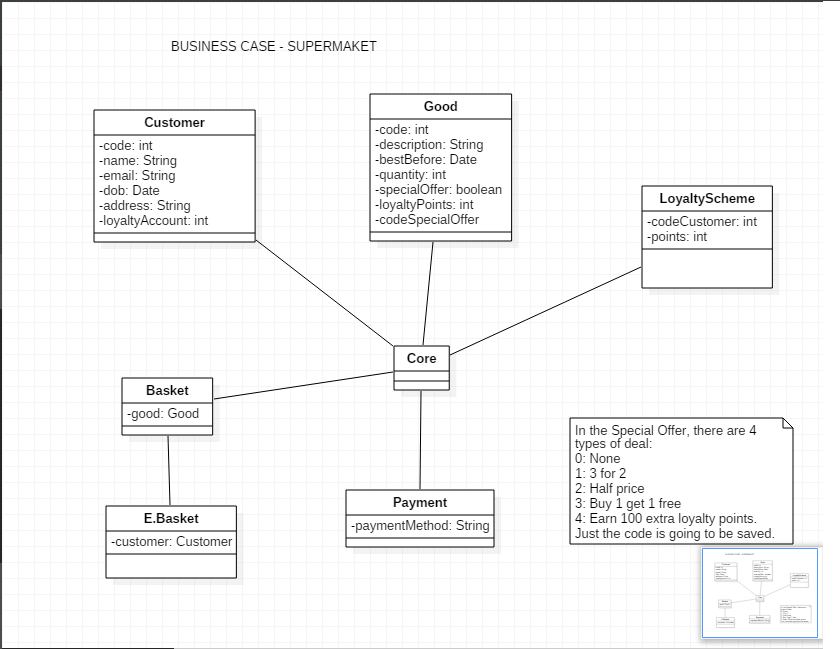 BUSINESS CASE - SUPERMAKET
Customer
-code: int
-name: String
-email: String
-dob: Date
-address: String
-loyaltyAccount: int
Good
-code: int
-description: String
-bestBefore: Date
-quantity: int
-specialOffer: boolean
-loyaltyPoints: int
-codeSpecialOffer
LoyaltyScheme
-codeCustomer: int
-points: int
Core
Basket
-good: Good
E.Basket
-customer: Customer
Payment
-paymentMethod: String
In the Special Offer, there are 4
types of deal:
0: None
1: 3 for 2
2: Half price
3: Buy 1 get 1 free
4: Earn 100 extra loyalty points.
Just the code is going to be saved.